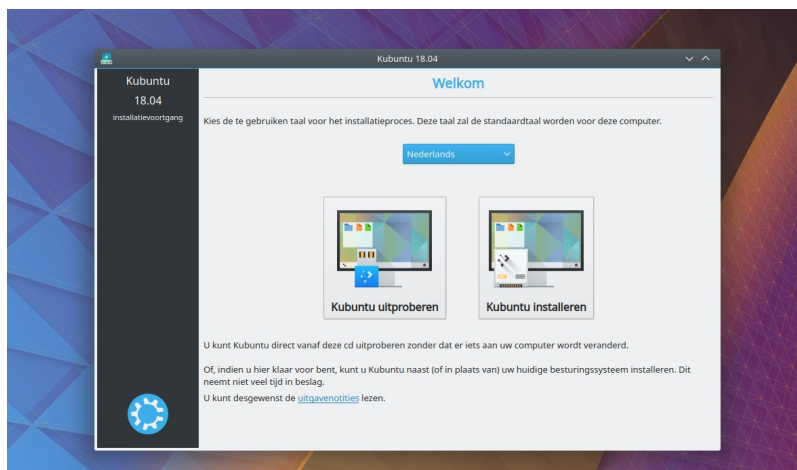 Kubuntu 18.04
Kubuntu
18.04
installatievoortgang
Welkom
Kies de te gebruiken taal voor het installatieproces. Deze taal zal de standaardtaal worden voor deze computer.
Nederlands
Kubuntu uitproberen
Kubuntu installeren
U kunt Kubuntu direct vanaf deze cd uitproberen zonder dat er iets aan uw computer wordt veranderd.
Of, indien u hier klaar voor bent, kunt u Kubuntu naast (of in plaats van) uw huidige besturingssysteem installeren. Dit
neemt niet veel tijd in beslag.
U kunt desgewenst de uitgavenotities lezen.